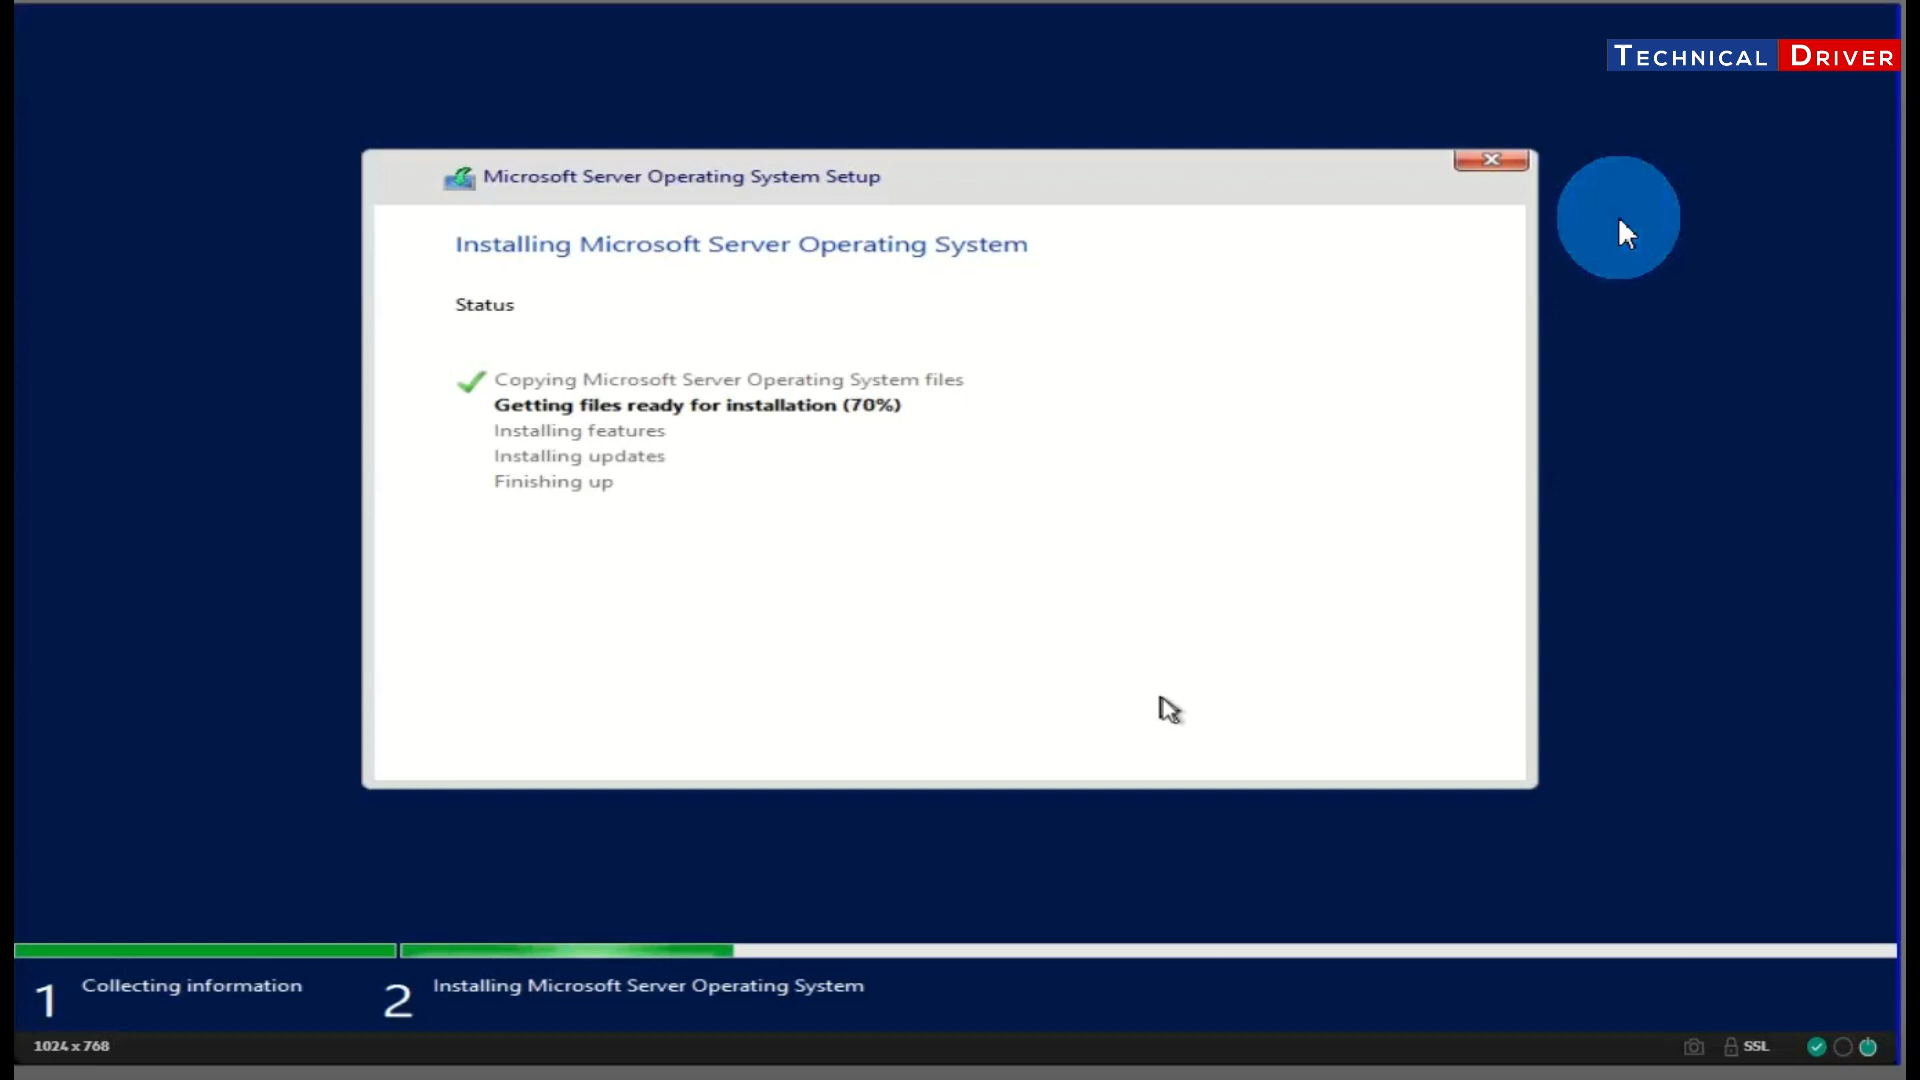 TECHNICAL DRIVER
Microsoft Server Operating System Setup
Installing Microsoft Server Operating System
Status
Copying Microsoft Server Operating System files
Getting files ready for installation (70%)
Installing features
Installing updates
Finishing up
1 Collecting information
2 Installing Microsoft Server Operating System
1024 x 768
SSL